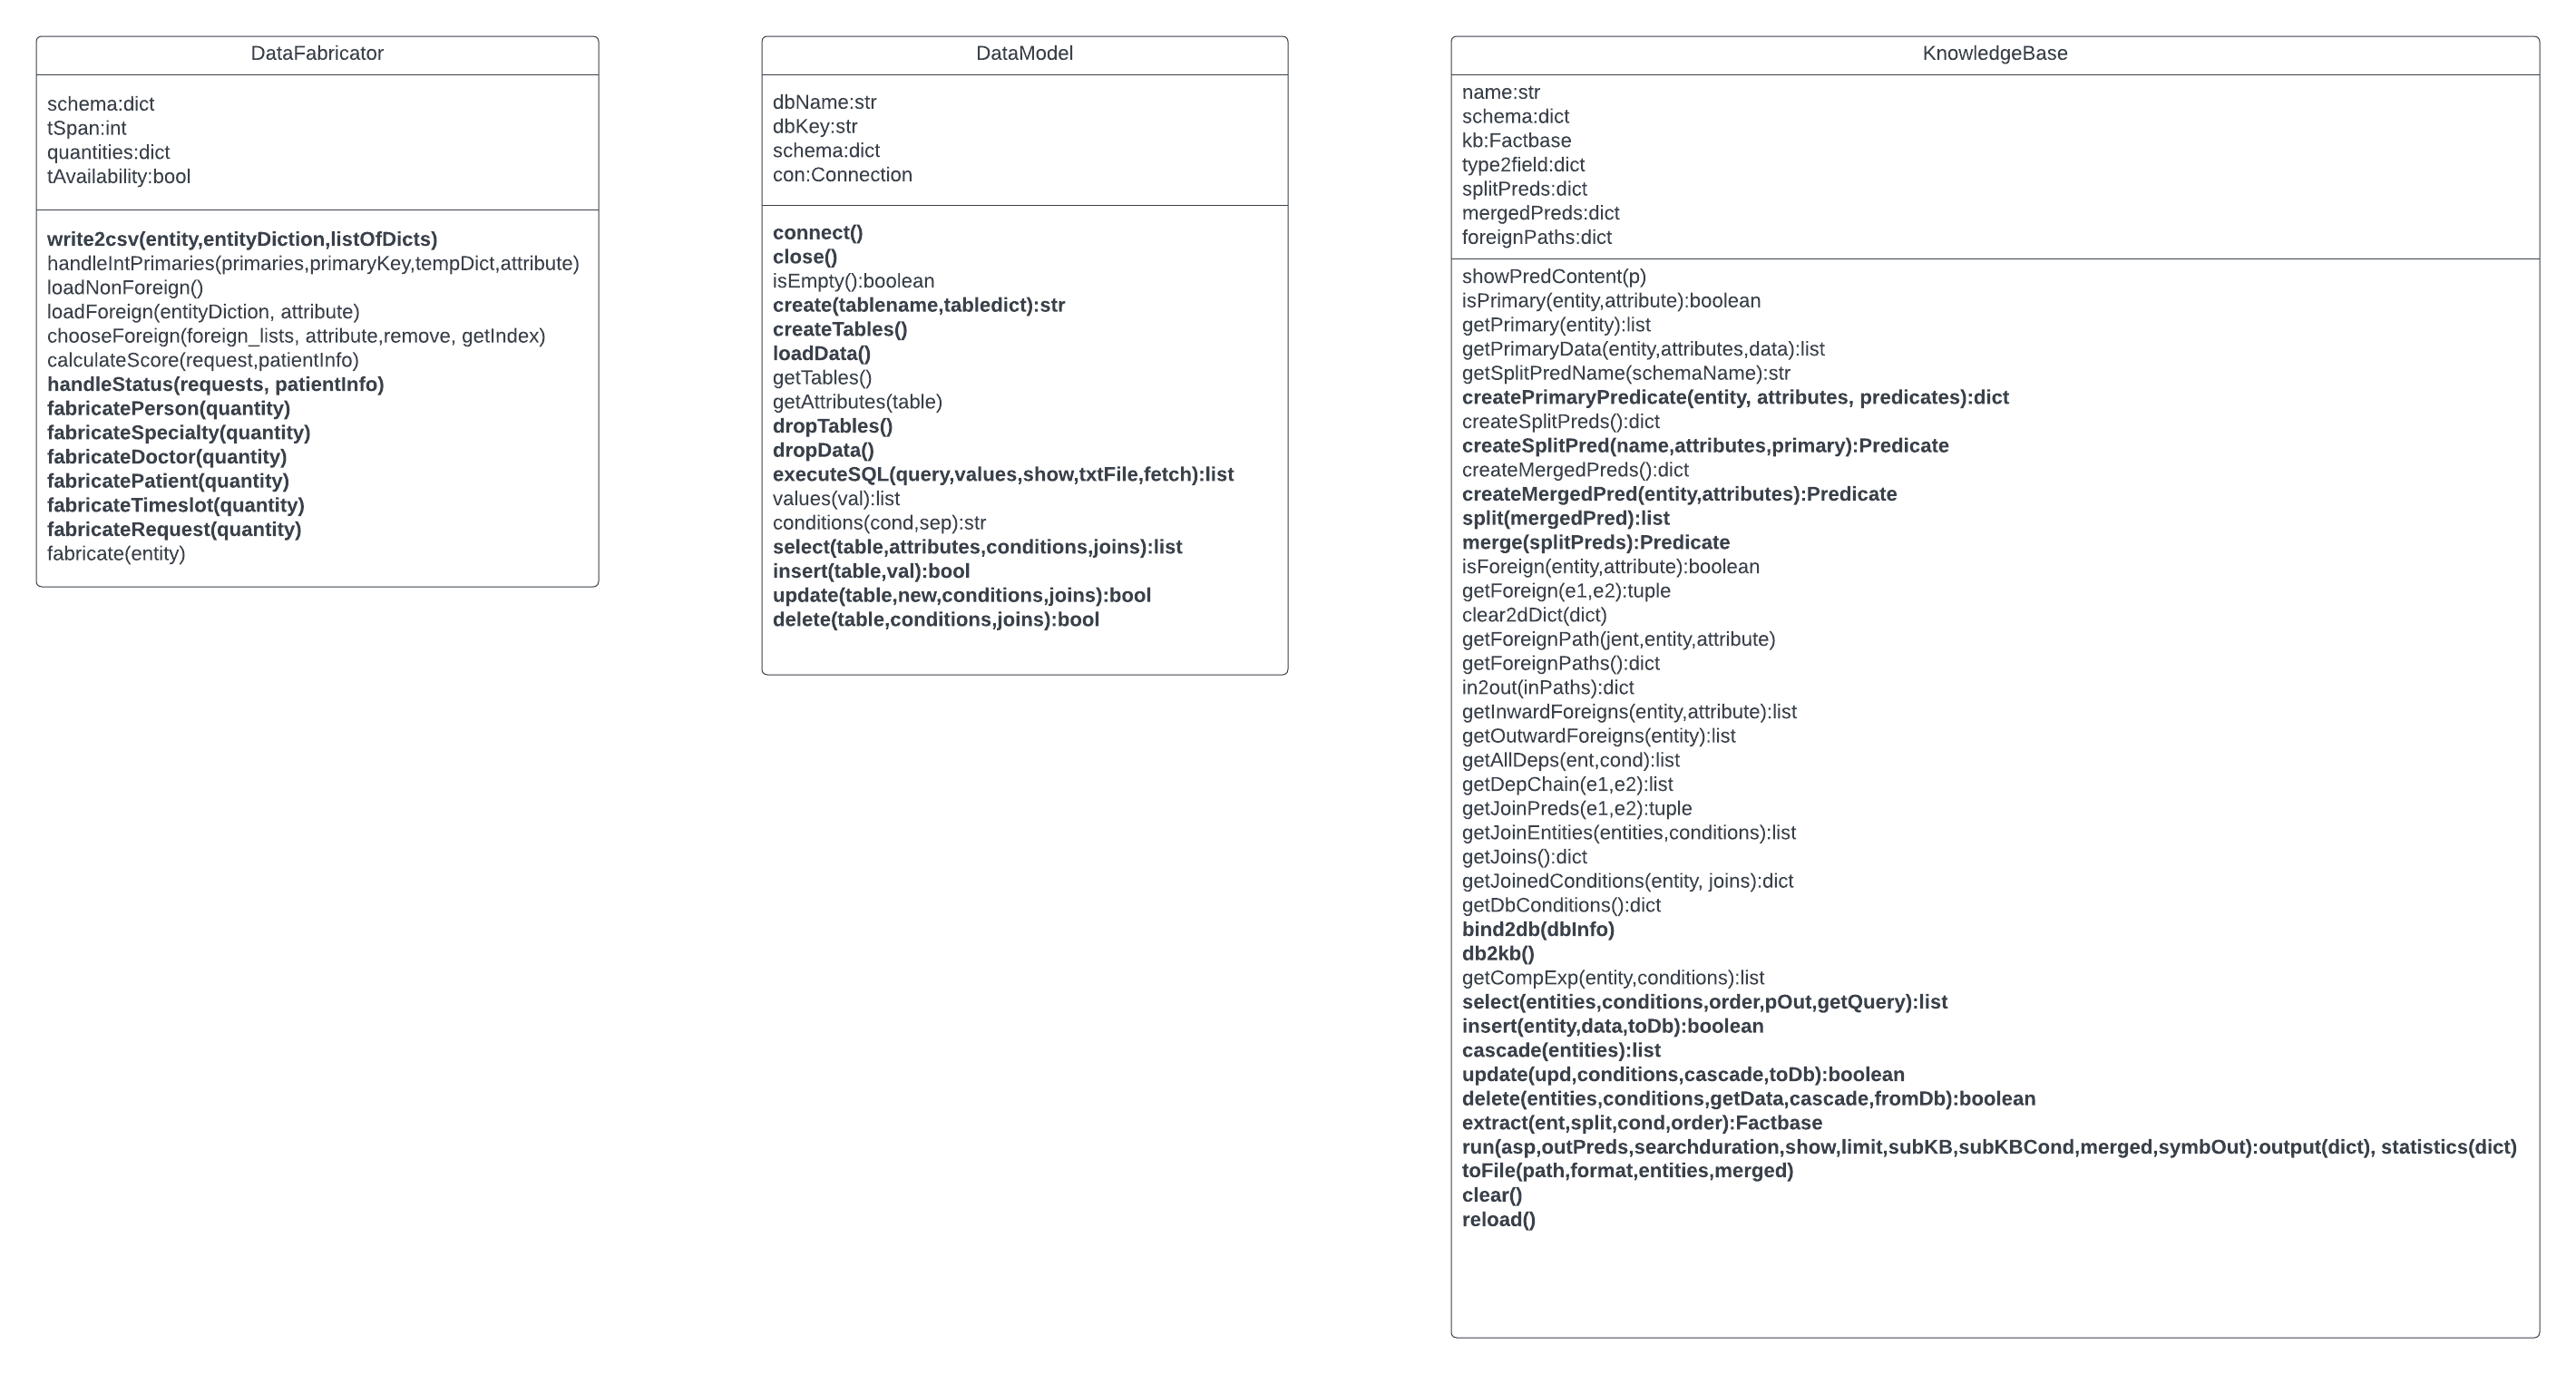 DataFabricator
schema:dict
tSpan:int
quantities:dict
tAvailability:bool
write2csv(entity,entityDiction,listOfDicts)
handleIntPrimaries(primaries,primaryKey,tempDict,attribute)
loadNonForeign()
loadForeign(entityDiction, attribute)
chooseForeign(foreign_lists, attribute,remove, getIndex)
calculateScore(request,patientInfo)
handleStatus(requests, patientInfo)
fabricatePerson(quantity)
fabricateSpecialty(quantity)
fabricateDoctor(quantity)
fabricatePatient(quantity)
fabricateTimeslot(quantity)
fabricateRequest(quantity)
fabricate(entity)
DataModel
dbName:str
dbKey:str
schema:dict
con:Connection
connect()
close()
isEmpty():boolean
create(tablename,tabledict):str
createTables()
loadData()
getTables()
getAttributes(table)
dropTables()
dropData()
executeSQL(query,values,show,txtFile,fetch):list
values(val):list
conditions(cond,sep):str
select(table,attributes,conditions,joins):list
insert(table,val):bool
update(table,new,conditions,joins):bool
delete(table,conditions,joins):bool
KnowledgeBase
name:str
schema:dict
kb:Factbase
type2field:dict
splitPreds:dict
mergedPreds:dict
foreignPaths:dict
showPredContent(p)
isPrimary(entity,attribute):boolean
getPrimary(entity):list
getPrimaryData(entity,attributes,data):list
getSplitPredName(schemaName):str
createPrimaryPredicate(entity, attributes, predicates):dict
createSplitPreds():dict
createSplitPred(name,attributes,primary):Predicate
createMergedPreds():dict
createMergedPred(entity,attributes):Predicate
split(mergedPred):list
merge(splitPreds):Predicate
isForeign(entity,attribute):boolean
getForeign(e1,e2):tuple
clear2dDict(dict)
getForeignPath(jent,entity,attribute)
getForeignPaths():dict
in2out(inPaths):dict
getInwardForeigns(entity,attribute):list
getOutwardForeigns(entity):list
getAllDeps(ent,cond):list
getDepChain(e1,e2):list
getJoinPreds(e1,e2):tuple
getJoinEntities(entities,conditions):list
getJoins():dict
getJoinedConditions(entity, joins):dict
getDbConditions():dict
bind2db(dbInfo)
db2kb()
getCompExp(entity,conditions):list
select(entities,conditions,order,pOut,getQuery):list
insert(entity,data,toDb):boolean
cascade(entities):list
update(upd,conditions,cascade,toDb):boolean
delete(entities,conditions,getData,cascade,fromDb):boolean
extract(ent,split,cond,order):Factbase
run(asp,outPreds,searchduration,show,limit,subKB,subKBCond,merged,symbOut):output(dict), statistics(dict)
toFile(path,format,entities,merged)
clear()
reload()